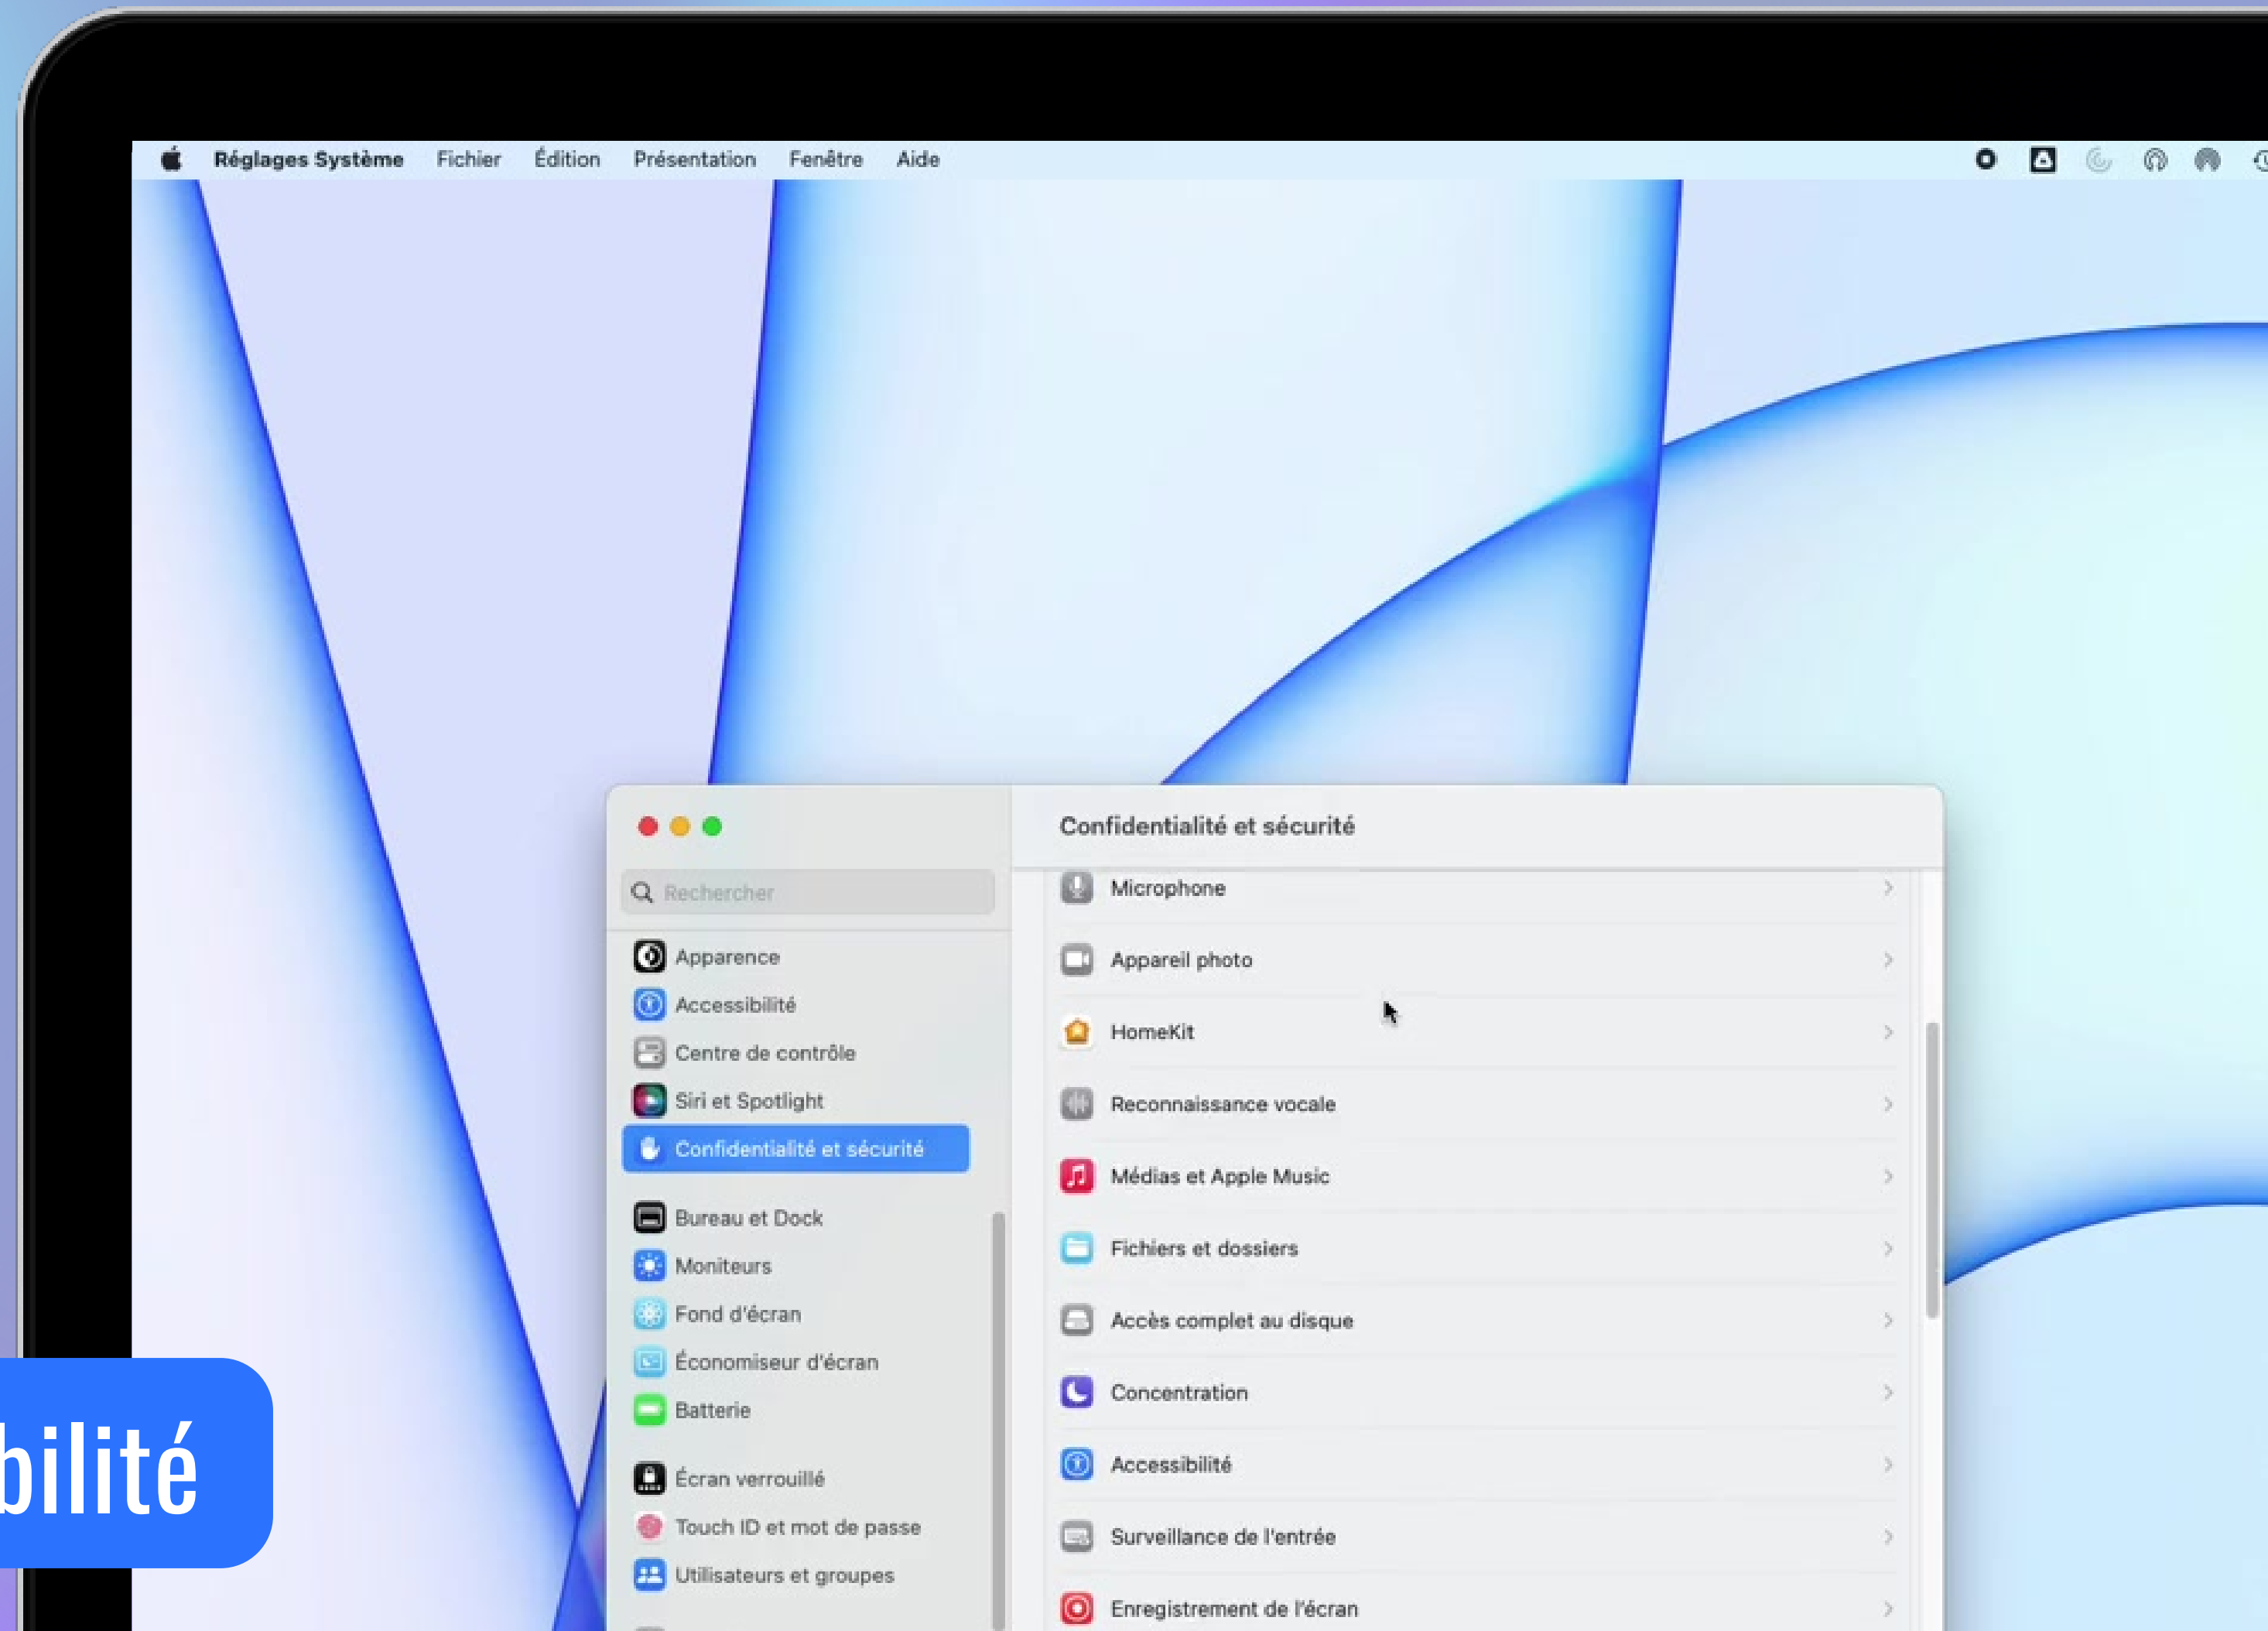 Réglages Système Fichier Édition Présentation Fenêtre Aide
Confidentialité et sécurité
Rechercher
Apparence
Accessibilité
Centre de contrôle
Siri et Spotlight
Confidentialité et sécurité
Bureau et Dock
Moniteurs
Fond d'écran
Économiseur d'écran
Batterie
Écran verrouillé
Touch ID et mot de passe
Utilisateurs et groupes
Microphone
Appareil photo
HomeKit
Reconnaissance vocale
Médias et Apple Music
Fichiers et dossiers
Accès complet au disque
Concentration
Accessibilité
Surveillance de l'entrée
Enregistrement de l'écran
bilité